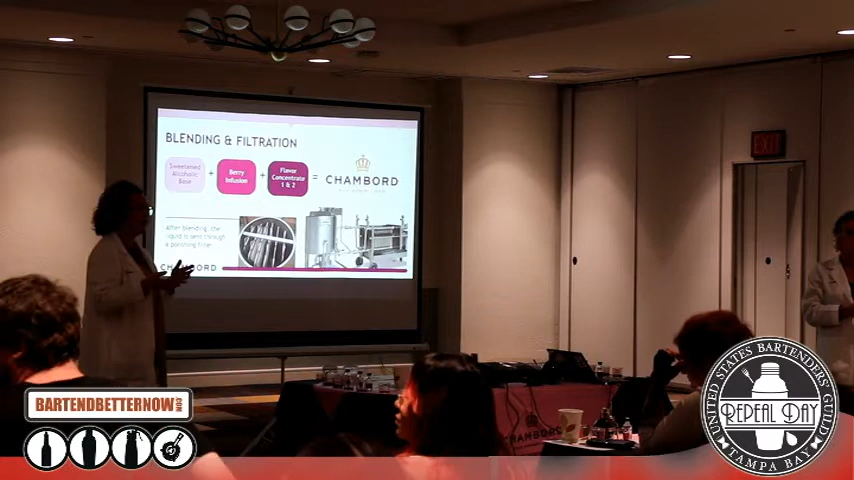 BLENDING & FILTRATION
Sweetened
Alcoholic
Base
+
Berry
Infusion
+
Flavor
Concentrate
1 & 2
=
CHAMBORD
After blending, the
liquid is sent through
a polishing filter
CHAMBORD
EXIT
CHAMBORD
BARTENDBETTERNOW.COM
UNITED STATES BARTENDERS' GUILD
REPEAL DAY
TAMPA BAY